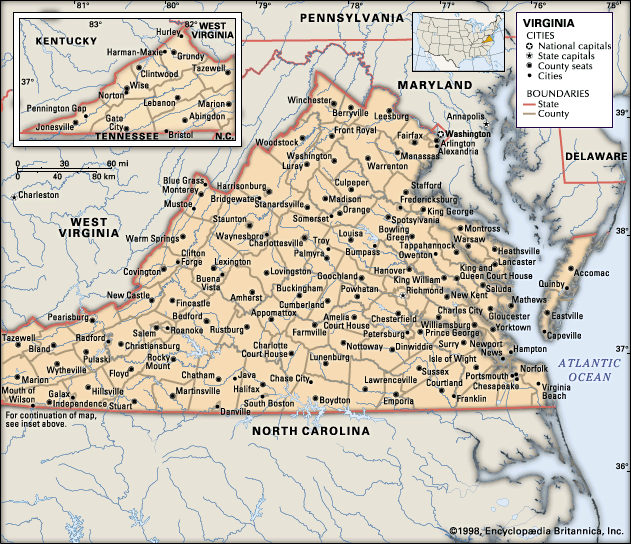 82°
81°
80°
79°
78°
77°
76°
75°
83°
82°
WEST
VIRGINIA
KENTUCKY
Hurley
Harman-Maxie
Grundy
Clintwood
Tazewell
37°
Wise
Norton
Pennington Gap
Lebanon
Marion
Jonesville
Gate
City
Abingdon
TENNESSEE
Bristol
N.C.
PENNSYLVANIA
VIRGINIA
CITIES
National capitals
State capitals
County seats
Cities
BOUNDARIES
State
County
0 30 60 mi
0 40 80 km
Charleston
WEST
VIRGINIA
MARYLAND
DELAWARE
39°
38°
37°
36°
Annapolis
Washington
Arlington
Alexandria
Winchester
Berryville
Leesburg
Front Royal
Fairfax
Woodstock
Manassas
Washington
Luray
Warrenton
Blue Grass
Monterey
Harrisonburg
Culpeper
Stafford
Mustoe
Bridgewater
Stanardsville
Madison
Fredericksburg
Orange
King George
Somerset
Spotsylvania
Staunton
Warm Springs
Waynesboro
Charlottesville
Troy
Louisa
Bowling
Green
Montross
Tappahannock
Warsaw
Palmyra
Bumpass
Owenton
Heathsville
Clifton
Forge
Lexington
Lancaster
Covington
Buena
Vista
Lovingston
Goochland
Hanover
King and
Queen Court House
Accomac
King William
Saluda
Quinby
New Castle
Amherst
Buckingham
Powhatan
Richmond
New Kent
Mathews
Fincastle
Cumberland
Charles City
Gloucester
Pearisburg
Bedford
Appomattox
Amelia
Court House
Chesterfield
Eastville
Tazewell
Radford
Salem
Roanoke
Rustburg
Farmville
Petersburg
Williamsburg
Prince George
Yorktown
Capeville
Bland
Christiansburg
Charlotte
Court House
Nottoway
Dinwiddie
Surry
Newport
News
Hampton
Pulaski
Rocky
Mount
Lunenburg
Isle of Wight
Wytheville
Norfolk
Sussex
Portsmouth
ATLANTIC
OCEAN
Marion
Floyd
Chatham
Java
Chase City
Lawrenceville
Courtland
Chesapeake
Mouth of
Wilson
Galax
Hillsville
Martinsville
Halifax
Virginia
Beach
Independence
Stuart
South Boston
Boydton
Emporia
Franklin
Danville
For continuation of map,
see inset above.
NORTH CAROLINA
©1998, Encyclopædia Britannica, Inc.